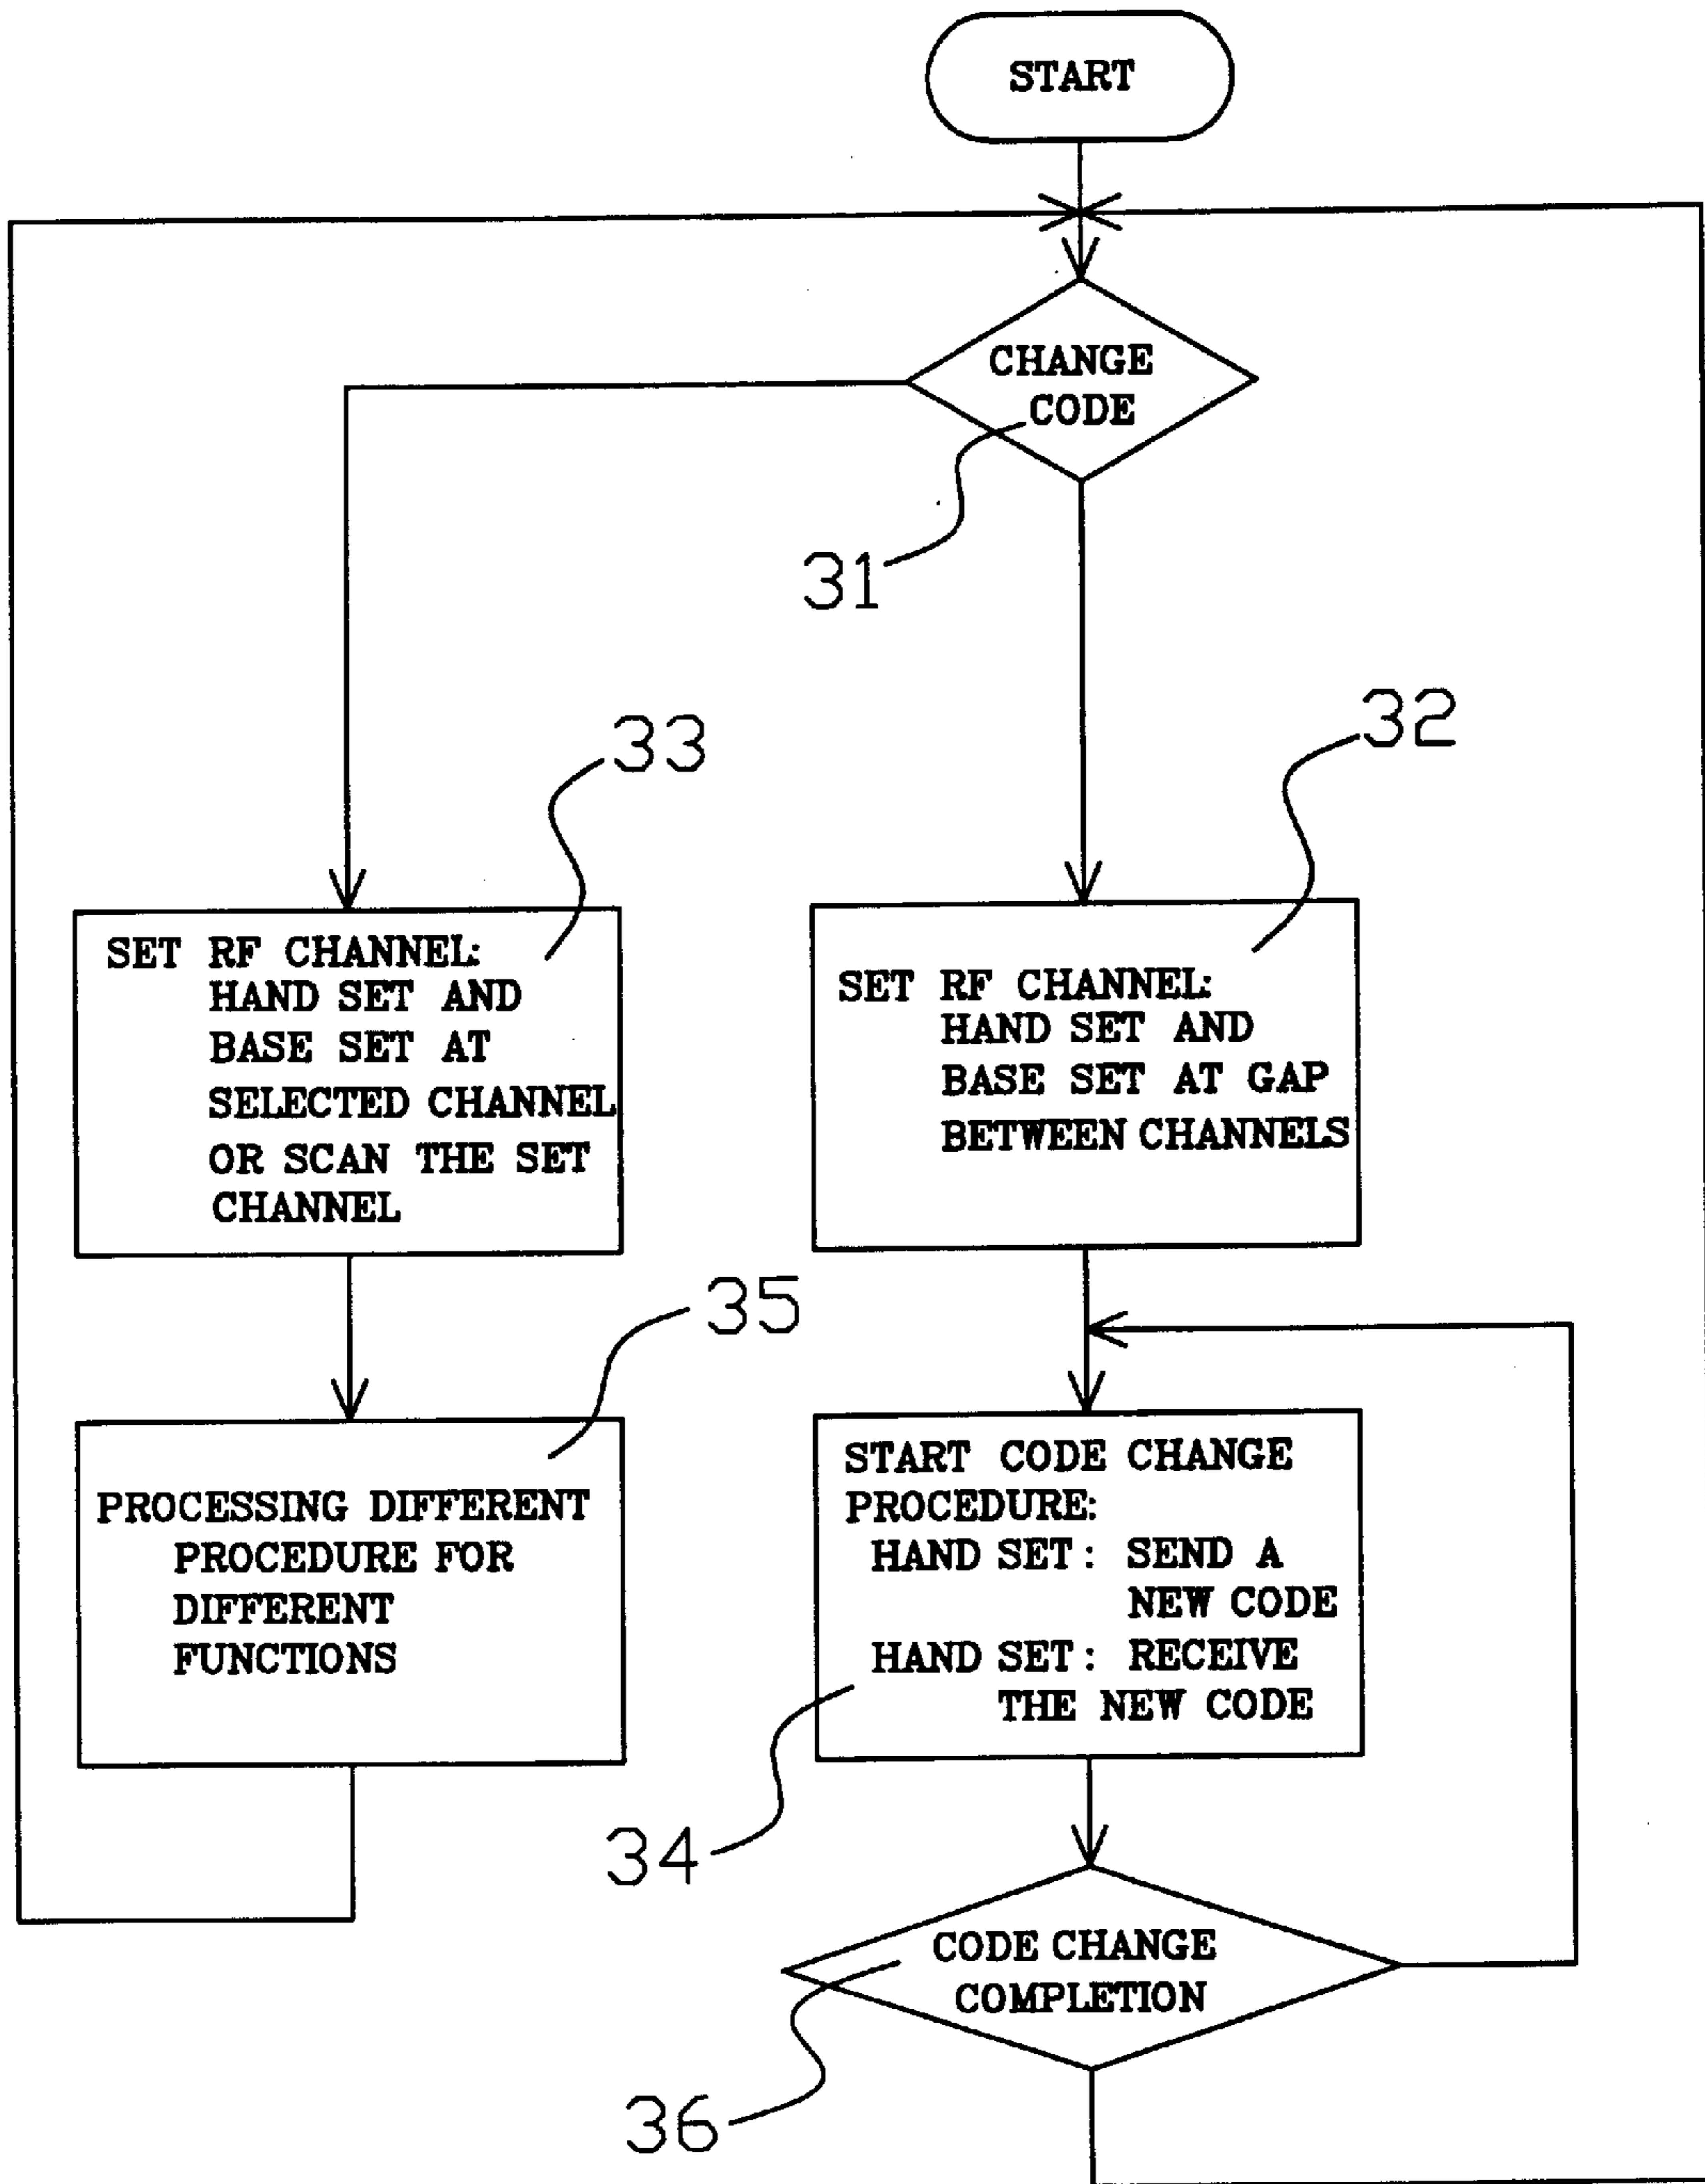 START
CHANGE
CODE
31
33
32
SET RF CHANNEL:
HAND SET AND
BASE SET AT
SELECTED CHANNEL
OR SCAN THE SET
CHANNEL
SET RF CHANNEL:
HAND SET AND
BASE SET AT GAP
BETWEEN CHANNELS
35
PROCESSING DIFFERENT
PROCEDURE FOR
DIFFERENT
FUNCTIONS
START CODE CHANGE
PROCEDURE:
HAND SET: SEND A
NEW CODE
HAND SET: RECEIVE
THE NEW CODE
34
CODE CHANGE
COMPLETION
36